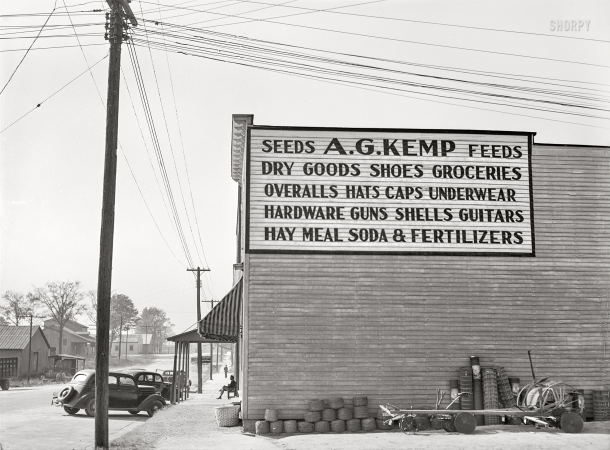 SHORPY
SEEDS A.G.KEMP FEEDS
DRY GOODS SHOES GROCERIES
OVERALLS HATS CAPS UNDERWEAR
HARDWARE GUNS SHELLS GUITARS
HAY MEAL SODA & FERTILIZERS